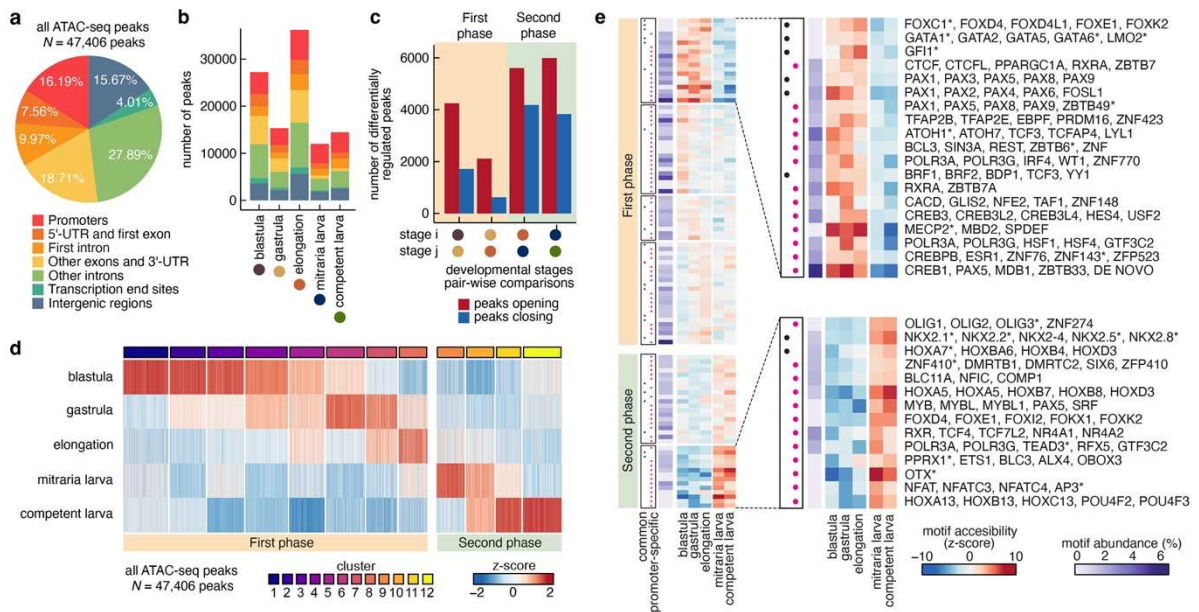 a
all ATAC-seq peaks
N = 47,406 peaks
16.19%
15.67%
7.56%
4.01%
9.97%
18.71%
27.89%
Promoters
5'-UTR and first exon
First intron
Other exons and 3'-UTR
Other introns
Transcription end sites
Intergenic regions
b
number of peaks
30000
20000
10000
0
blastula
gastrula
elongation
mitraria larva
competent larva
c
First phase
Second phase
number of differentially
regulated peaks
6000
4000
2000
0
stage i
stage j
developmental stages
pair-wise comparisons
peaks opening
peaks closing
d
blastula
gastrula
elongation
mitraria larva
competent larva
First phase
Second phase
all ATAC-seq peaks
N = 47,406 peaks
cluster
1 2 3 4 5 6 7 8 9 10 11 12
z-score
−2 0 2
e
First phase
Second phase
common
promoter-specific
blastula
gastrula
elongation
mitraria larva
competent larva
FOXC1*, FOXD4, FOXD4L1, FOXE1, FOXK2
GATA1*, GATA2, GATA5, GATA6*, LMO2*
GFI1*
CTCF, CTCFL, PPARGC1A, RXRA, ZBTB7
PAX1, PAX3, PAX5, PAX8, PAX9
PAX1, PAX2, PAX4, PAX6, FOSL1
PAX1, PAX5, PAX8, PAX9, ZBTB49*
TFAP2B, TFAP2E, EBPF, PRDM16, ZNF423
ATOH1*, ATOH7, TCF3, TCFAP4, LYL1
BCL3, SIN3A, REST, ZBTB6*, ZNF
POLR3A, POLR3G, IRF4, WT1, ZNF770
BRF1, BRF2, BDP1, TCF3, YY1
RXRA, ZBTB7A
CACD, GLIS2, NFE2, TAF1, ZNF148
CREB3, CREB3L2, CREB3L4, HES4, USF2
MECP2*, MBD2, SPDEF
POLR3A, POLR3G, HSF1, HSF4, GTF3C2
CREBPB, ESR1, ZNF76, ZNF143*, ZFP523
CREB1, PAX5, MDB1, ZBTB33, DE NOVO
OLIG1, OLIG2, OLIG3*, ZNF274
NKX2.1*, NKX2.2*, NKX2-4, NKX2.5*, NKX2.8*
HOXA7*, HOXBA6, HOXB4, HOXD3
ZNF410*, DMRTB1, DMRTC2, SIX6, ZFP410
BLC11A, NFIC, COMP1
HOXA5, HOXA5, HOXB7, HOXB8, HOXD3
MYB, MYBL, MYBL1, PAX5, SRF
FOXD4, FOXE1, FOXI2, FOKX1, FOXK2
RXR, TCF4, TCF7L2, NR4A1, NR4A2
POLR3A, POLR3G, TEAD3*, RFX5, GTF3C2
PPRX1*, ETS1, BLC3, ALX4, OBOX3
OTX*
NFAT, NFATC3, NFATC4, AP3*
HOXA13, HOXB13, HOXC13, POU4F2, POU4F3
blastula
gastrula
elongation
mitraria larva
competent larva
motif accesibility
(z-score)
−10 0 10
motif abundance (%)
0 2 4 6